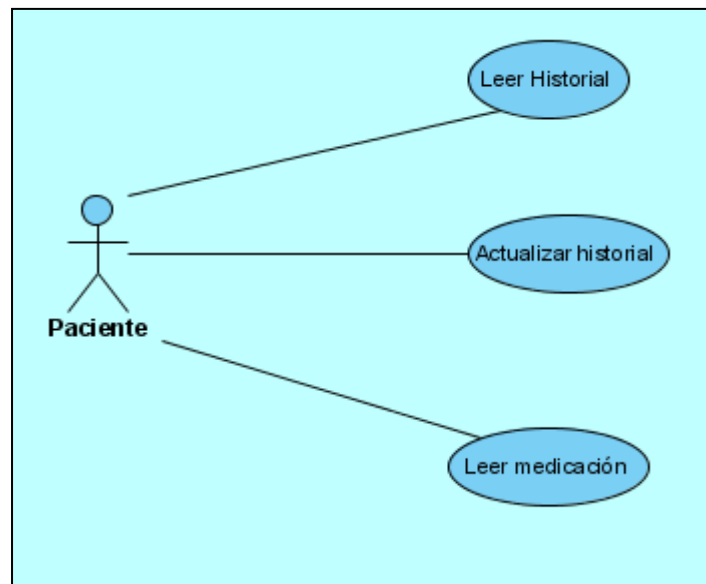 Leer Historial
Actualizar historial
Paciente
Leer medicación